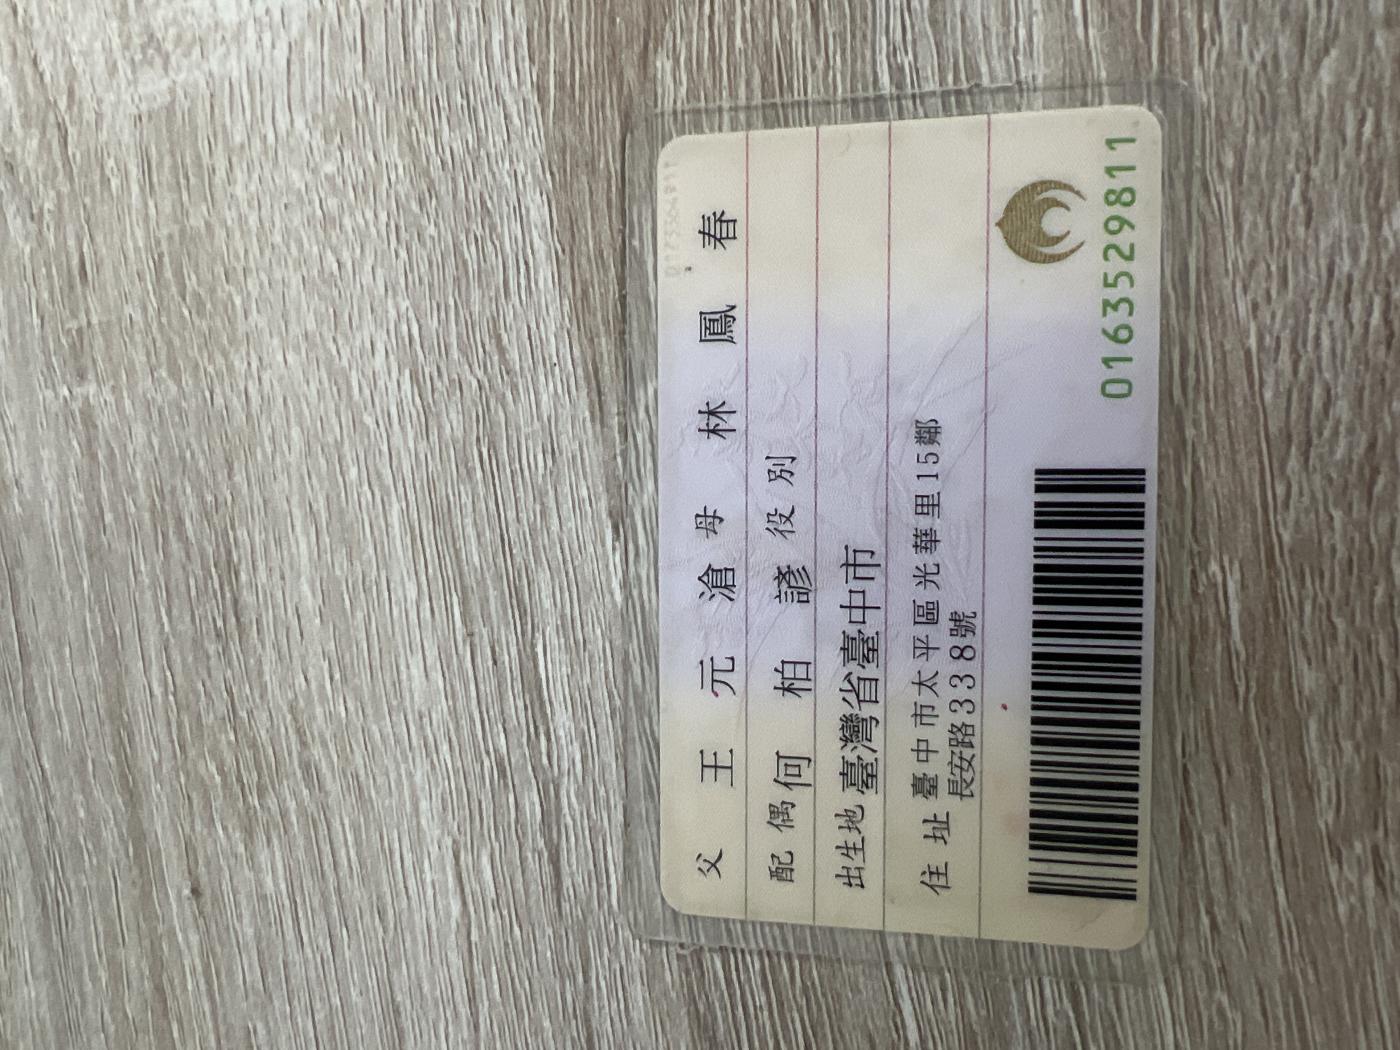 父 王元滄 母 林鳳春
配偶 何柏諺 役別
出生地 臺灣省臺中市
住址 臺中市太平區光華里15鄰
長安路338號
0163529811